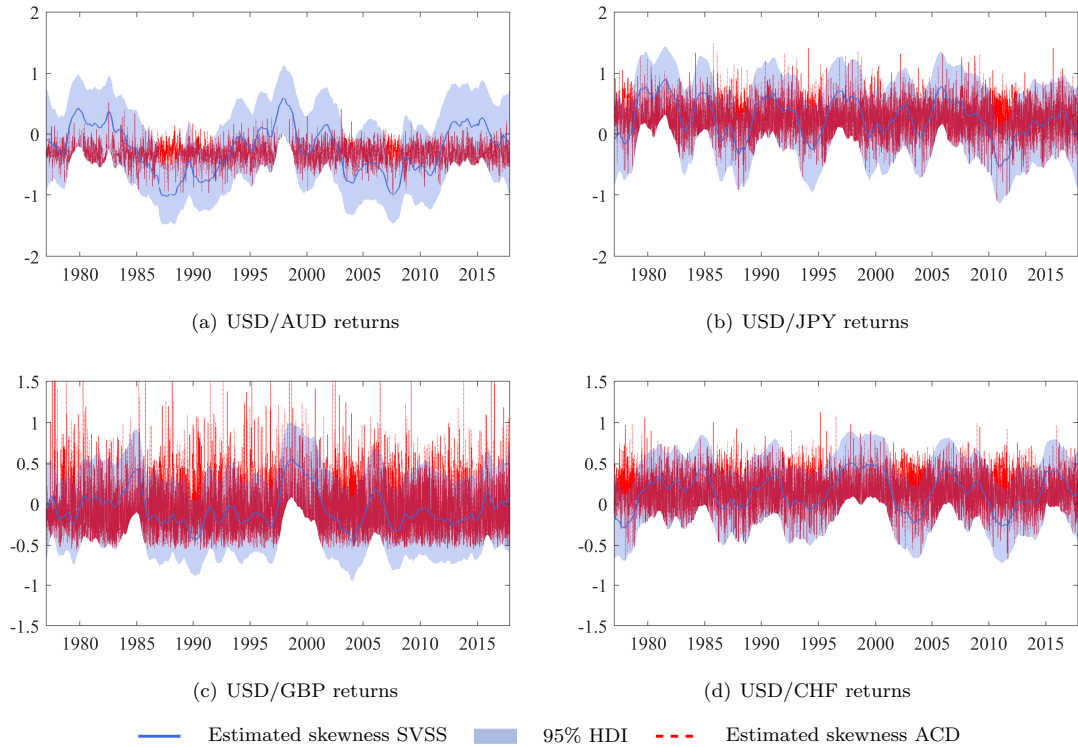 2
1
0
-1
-2
1980 1985 1990 1995 2000 2005 2010 2015
(a) USD/AUD returns
2
1
0
-1
-2
1980 1985 1990 1995 2000 2005 2010 2015
(b) USD/JPY returns
1.5
1
0.5
0
-0.5
-1
-1.5
1980 1985 1990 1995 2000 2005 2010 2015
(c) USD/GBP returns
1.5
1
0.5
0
-0.5
-1
-1.5
1980 1985 1990 1995 2000 2005 2010 2015
(d) USD/CHF returns
Estimated skewness SVSS 95% HDI Estimated skewness ACD